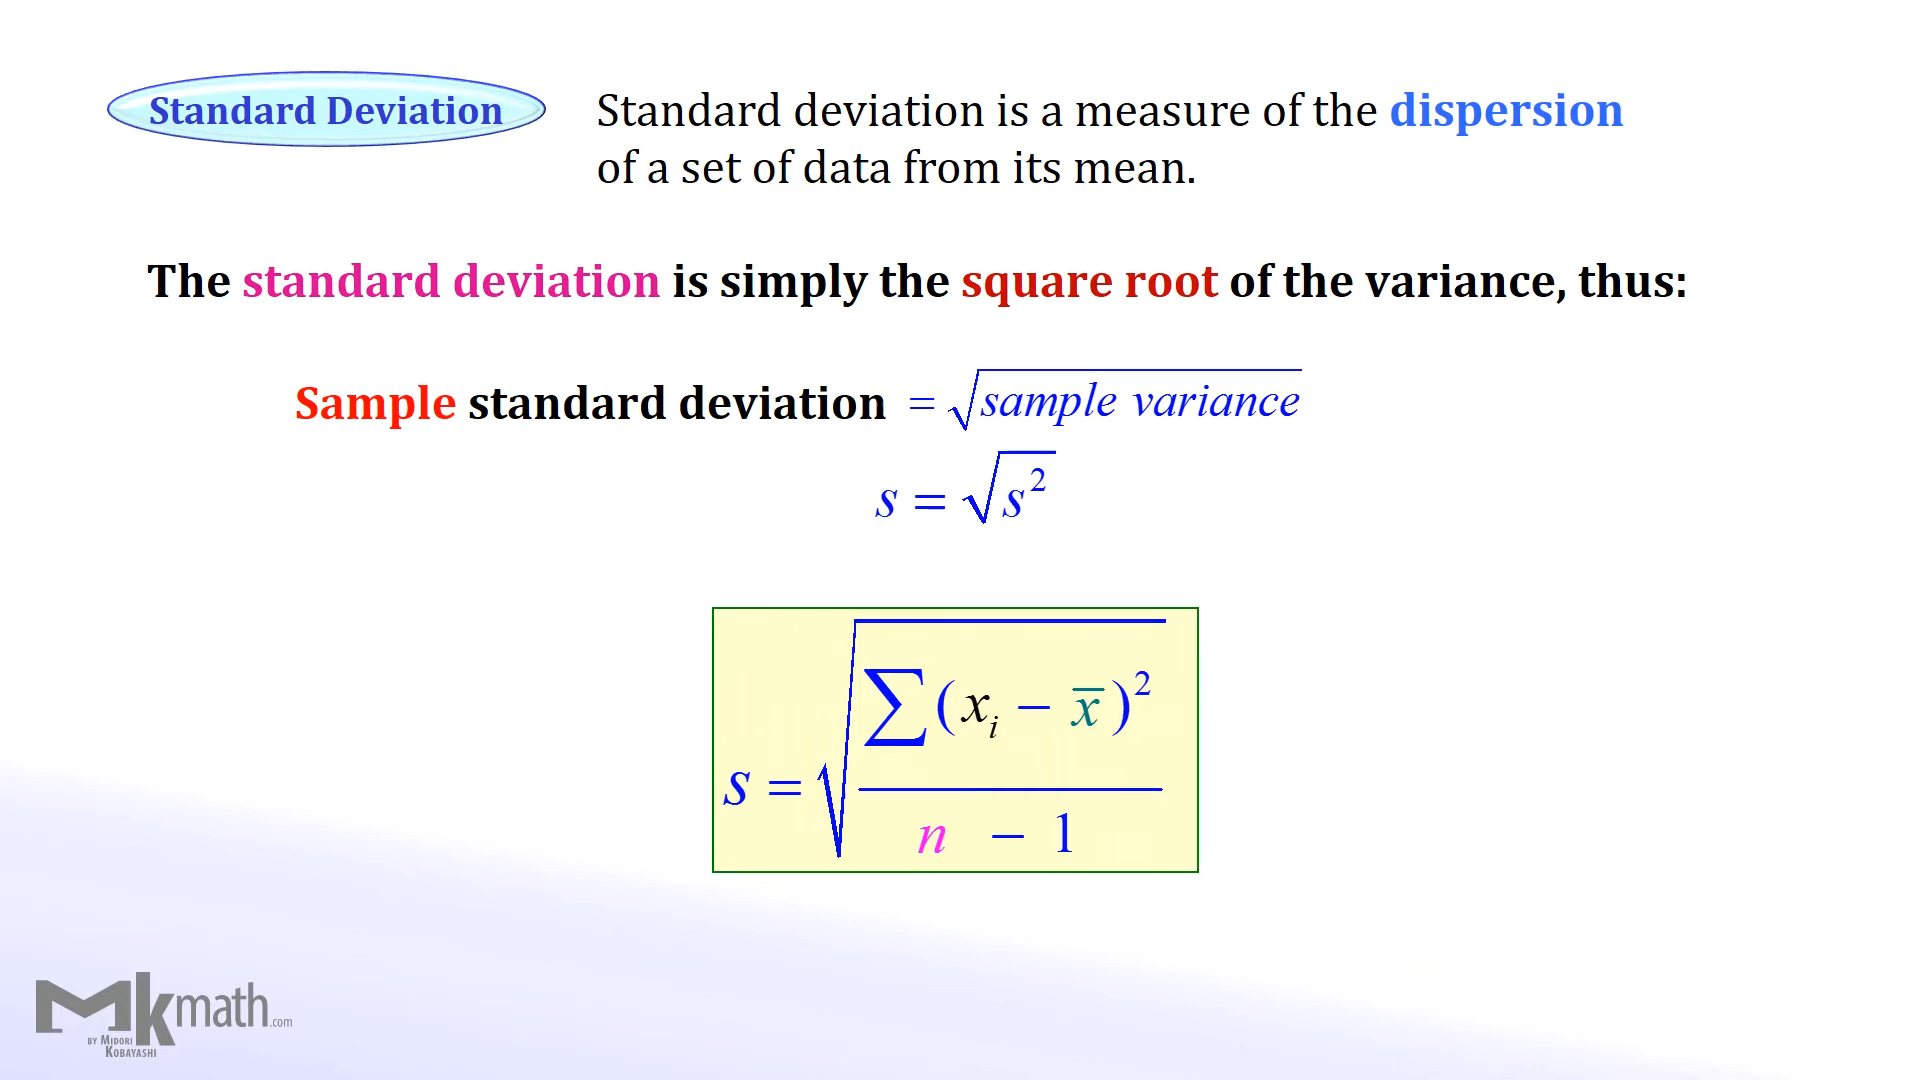 Standard Deviation
Standard deviation is a measure of the dispersion
of a set of data from its mean.
The standard deviation is simply the square root of the variance, thus:
Sample standard deviation = √sample variance
s = √s²
s = √(∑(xᵢ − x̅)² / n − 1)
Mkmath.com
BY MIDORI
KOBAYASHI